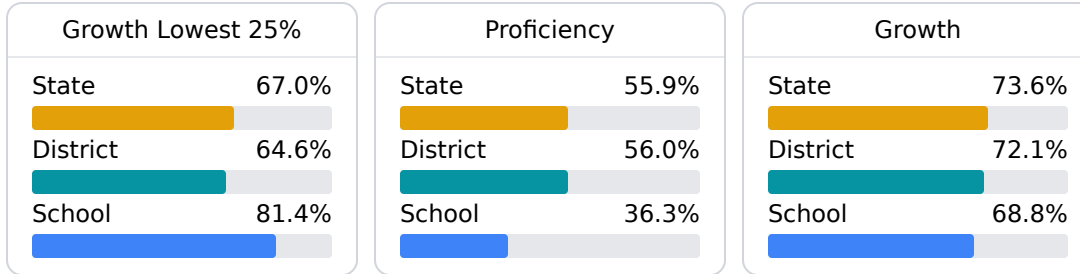 Growth Lowest 25%
State 67.0%
District 64.6%
School 81.4%
Proficiency
State 55.9%
District 56.0%
School 36.3%
Growth
State 73.6%
District 72.1%
School 68.8%